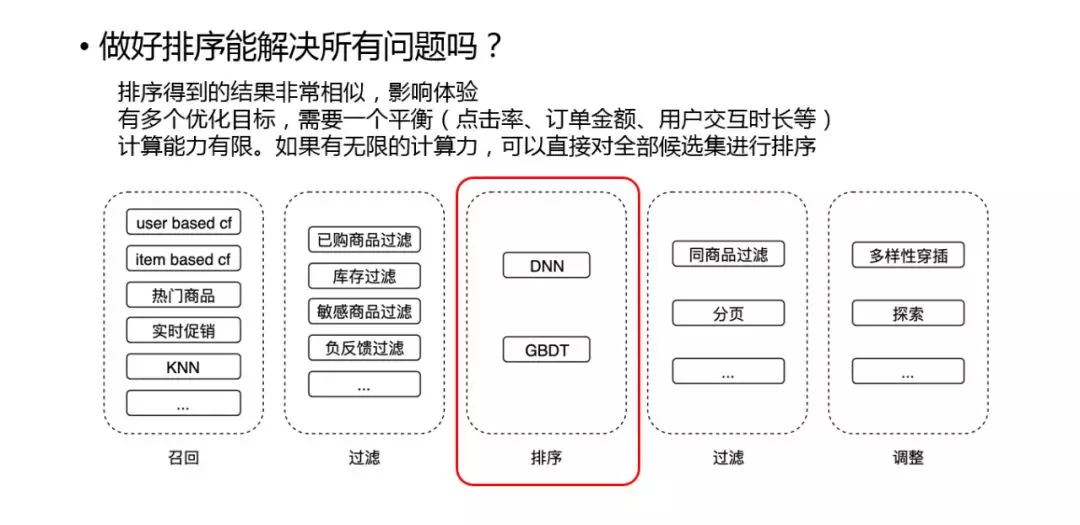 • 做好排序能解决所有问题吗？
排序得到的结果非常相似，影响体验
有多个优化目标，需要一个平衡（点击率、订单金额、用户交互时长等）
计算能力有限。如果有无限的计算力，可以直接对全部候选集进行排序
user based cf
item based cf
热门商品
实时促销
KNN
...
召回
已购商品过滤
库存过滤
敏感商品过滤
负反馈过滤
...
过滤
DNN
GBDT
排序
同商品过滤
分页
...
过滤
多样性穿插
探索
...
调整